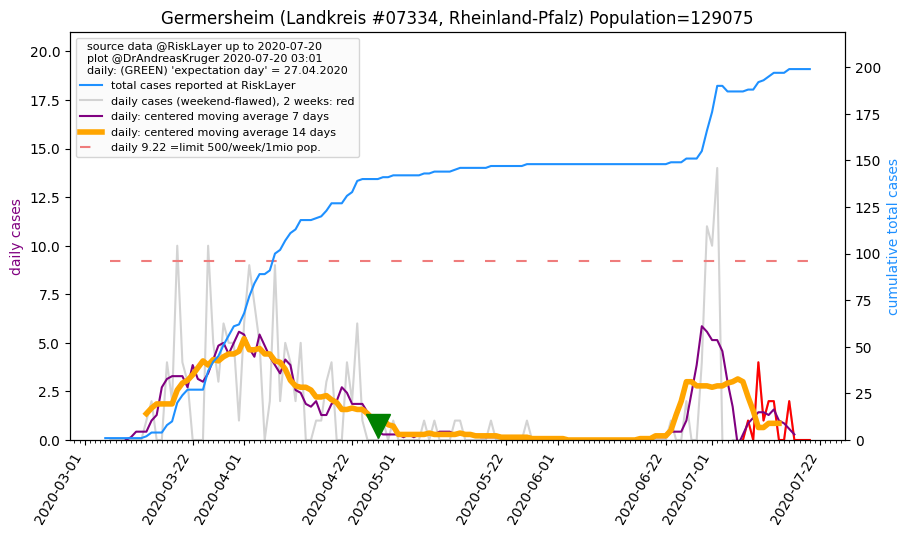 Germersheim (Landkreis #07334, Rheinland-Pfalz) Population=129075
source data @RiskLayer up to 2020-07-20
plot @DrAndreasKruger 2020-07-20 03:01
daily: (GREEN) 'expectation day' = 27.04.2020
total cases reported at RiskLayer
daily cases (weekend-flawed), 2 weeks: red
daily: centered moving average 7 days
daily: centered moving average 14 days
daily 9.22 =limit 500/week/1mio pop.
daily cases
20.0
17.5
15.0
12.5
10.0
7.5
5.0
2.5
0.0
cumulative total cases
200
175
150
125
100
75
50
25
0
2020-03-01
2020-03-22
2020-04-01
2020-04-22
2020-05-01
2020-05-22
2020-06-01
2020-06-22
2020-07-01
2020-07-22